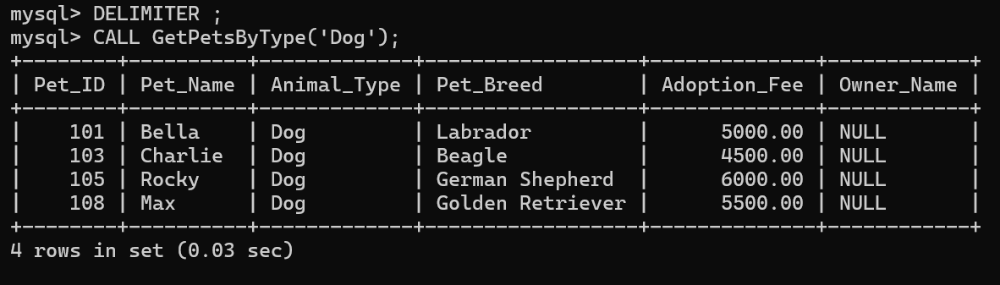 mysql> DELIMITER ;
mysql> CALL GetPetsByType('Dog');
+--------+----------+-------------+------------------+--------------+------------+
| Pet_ID | Pet_Name | Animal_Type | Pet_Breed        | Adoption_Fee | Owner_Name |
+--------+----------+-------------+------------------+--------------+------------+
|    101 | Bella    | Dog         | Labrador         |      5000.00 | NULL       |
|    103 | Charlie  | Dog         | Beagle           |      4500.00 | NULL       |
|    105 | Rocky    | Dog         | German Shepherd  |      6000.00 | NULL       |
|    108 | Max      | Dog         | Golden Retriever |      5500.00 | NULL       |
+--------+----------+-------------+------------------+--------------+------------+
4 rows in set (0.03 sec)